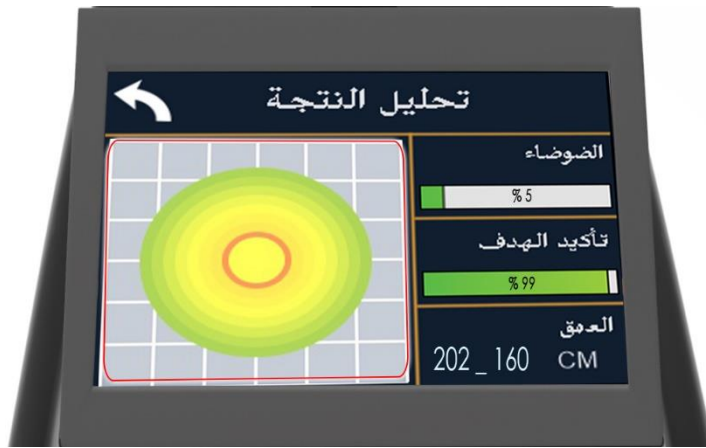 تحليل النتجة
الضوضاء
% 5
تأكيد الهدف
% 99
العمق
202 _ 160 CM